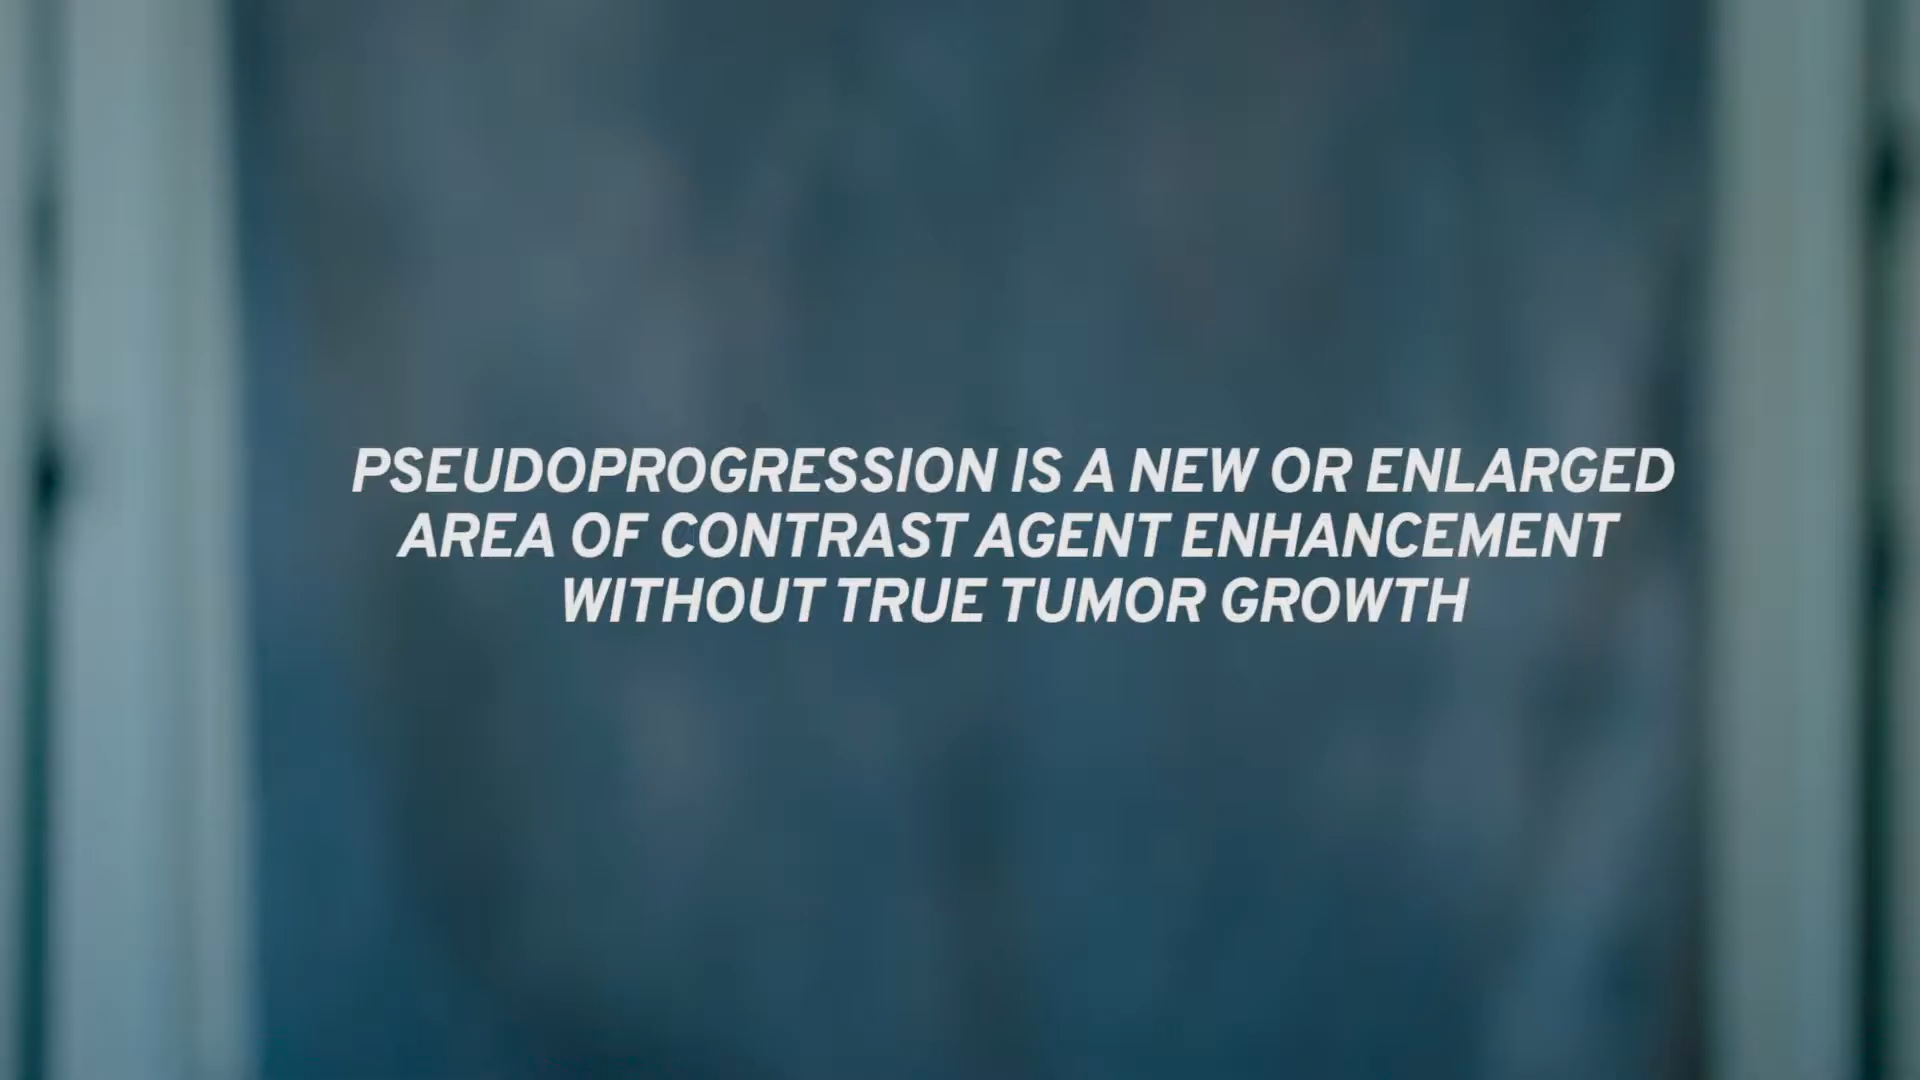 PSEUDOPROGRESSION IS A NEW OR ENLARGED
AREA OF CONTRAST AGENT ENHANCEMENT
WITHOUT TRUE TUMOR GROWTH